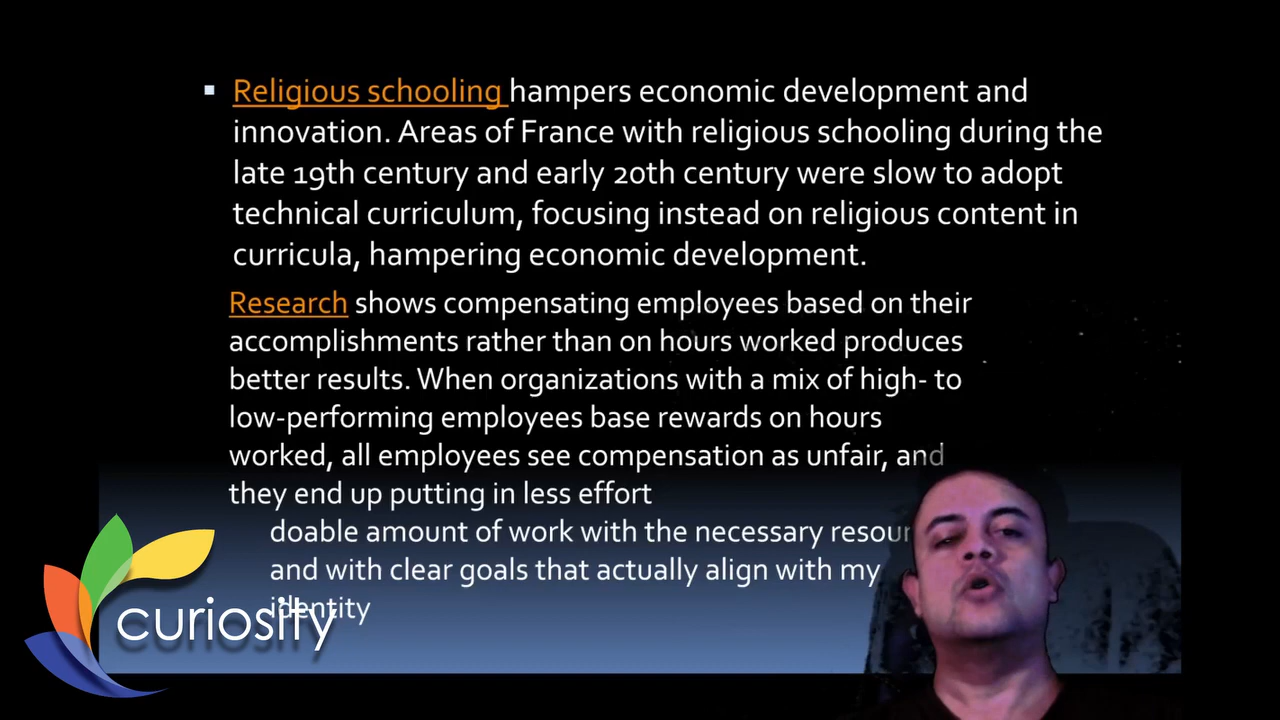 Religious schooling hampers economic development and
innovation. Areas of France with religious schooling during the
late 19th century and early 20th century were slow to adopt
technical curriculum, focusing instead on religious content in
curricula, hampering economic development.
Research shows compensating employees based on their
accomplishments rather than on hours worked produces
better results. When organizations with a mix of high- to
low-performing employees base rewards on hours
worked, all employees see compensation as unfair, and
they end up putting in less effort
doable amount of work with the necessary resour
and with clear goals that actually align with my
identity
curiosity